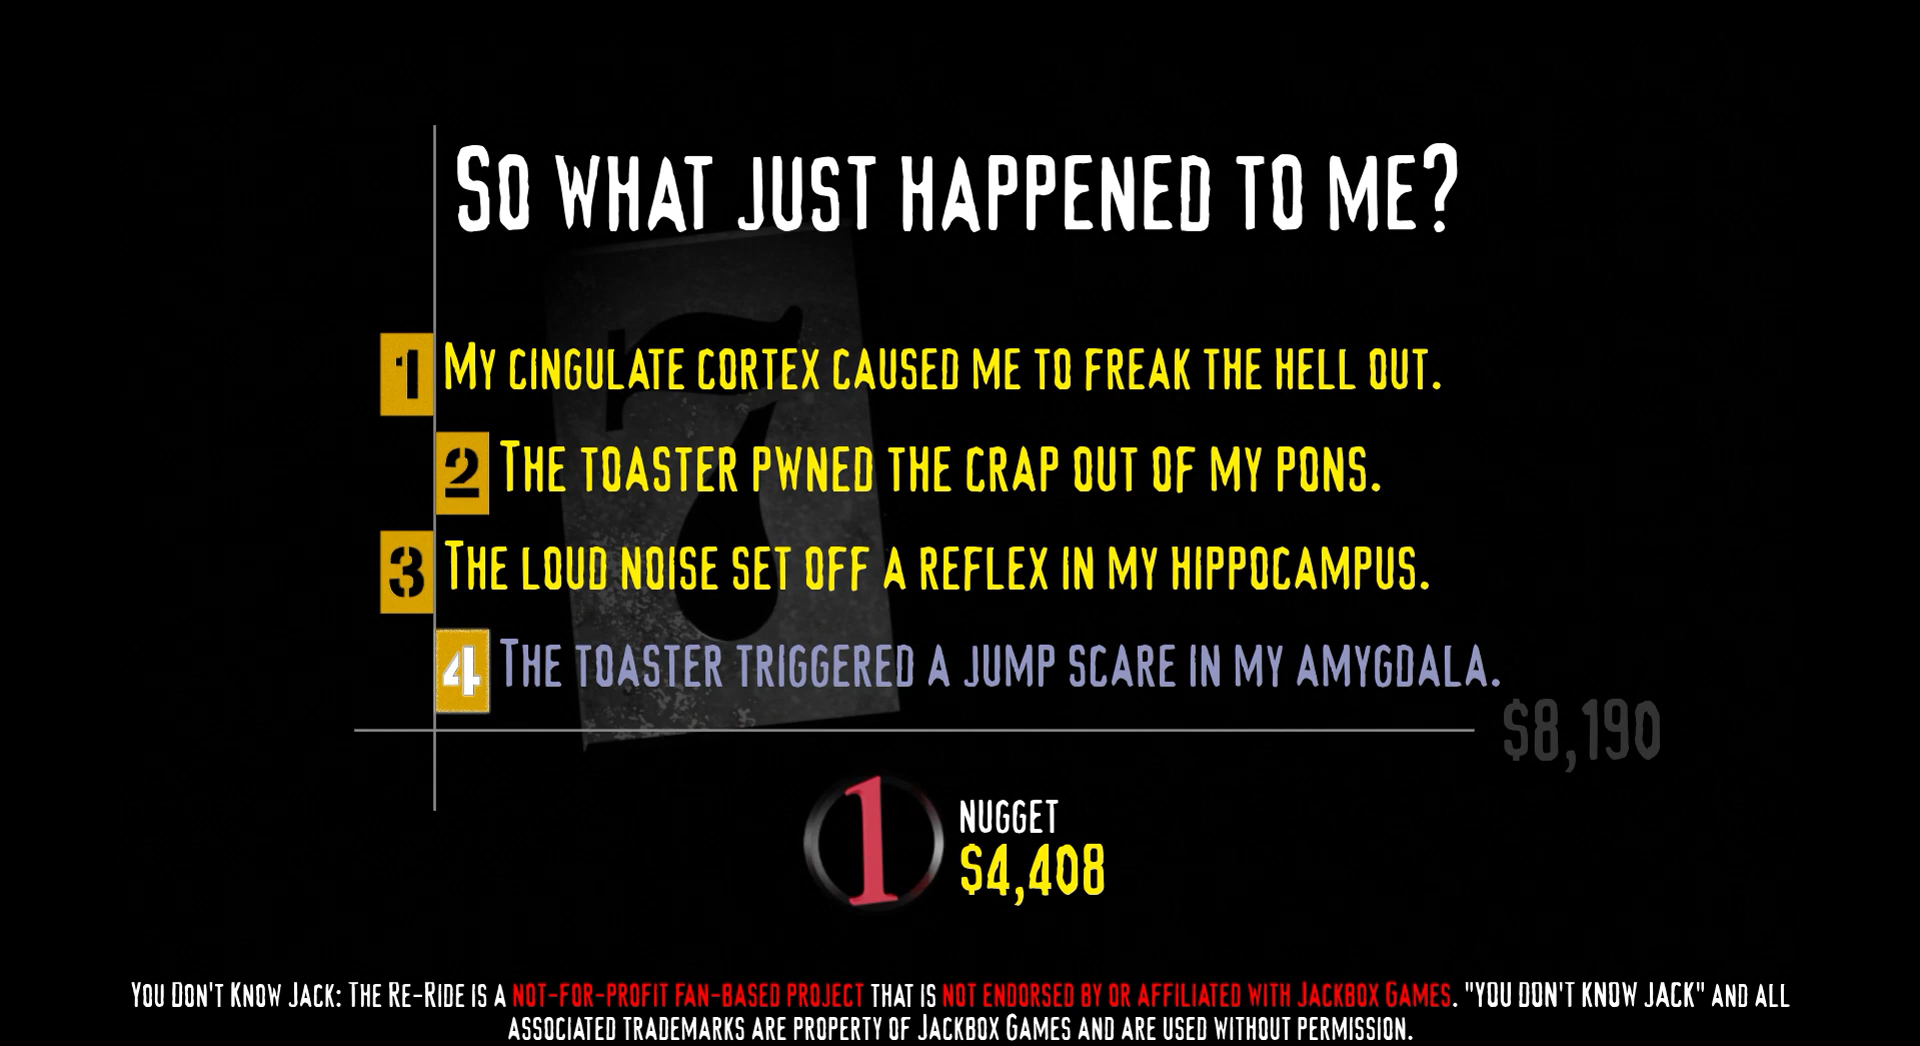 So what just happened to me?
7
1 My cingulate cortex caused me to freak the hell out.
2 The toaster pwned the crap out of my pons.
3 The loud noise set off a reflex in my hippocampus.
4 The toaster triggered a jump scare in my amygdala.
$8,190
1
NUGGET
$4,408
You Don't Know Jack: The Re-Ride is a not-for-profit fan-based project that is not endorsed by or affiliated with Jackbox Games. "YOU DON'T KNOW JACK" and all
associated trademarks are property of Jackbox Games and are used without permission.